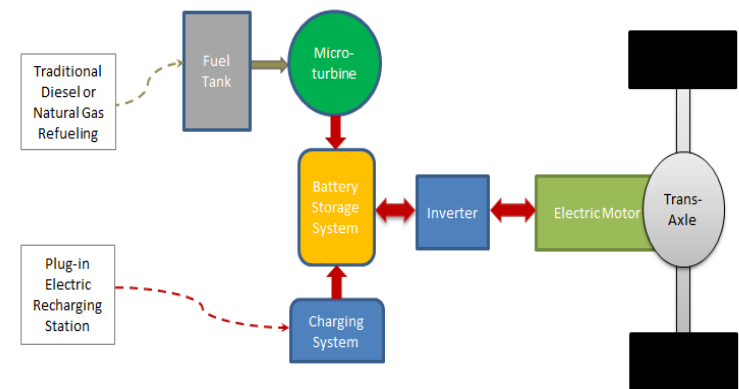 Traditional
Diesel or
Natural Gas
Refueling
Fuel
Tank
Micro-
turbine
Battery
Storage
System
Inverter
Electric Motor
Trans-
Axle
Plug-in
Electric
Recharging
Station
Charging
System